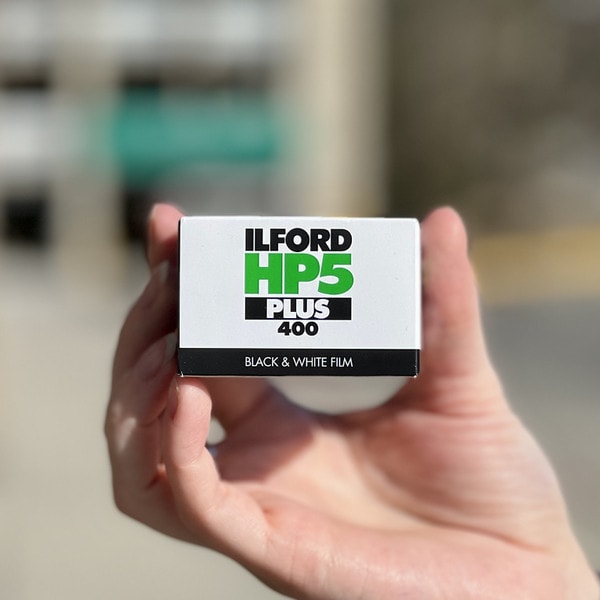 ILFORD
HP5
PLUS
400
BLACK & WHITE FILM